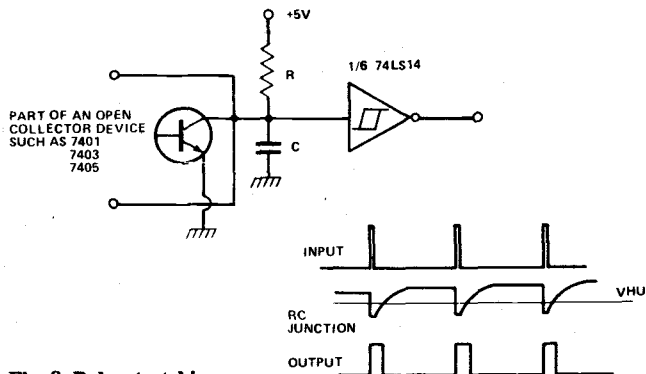 +5V
R
1/6 74LS14
PART OF AN OPEN
COLLECTOR DEVICE
SUCH AS 7401
7403
7405
C
INPUT
VHU
RC
JUNCTION
OUTPUT